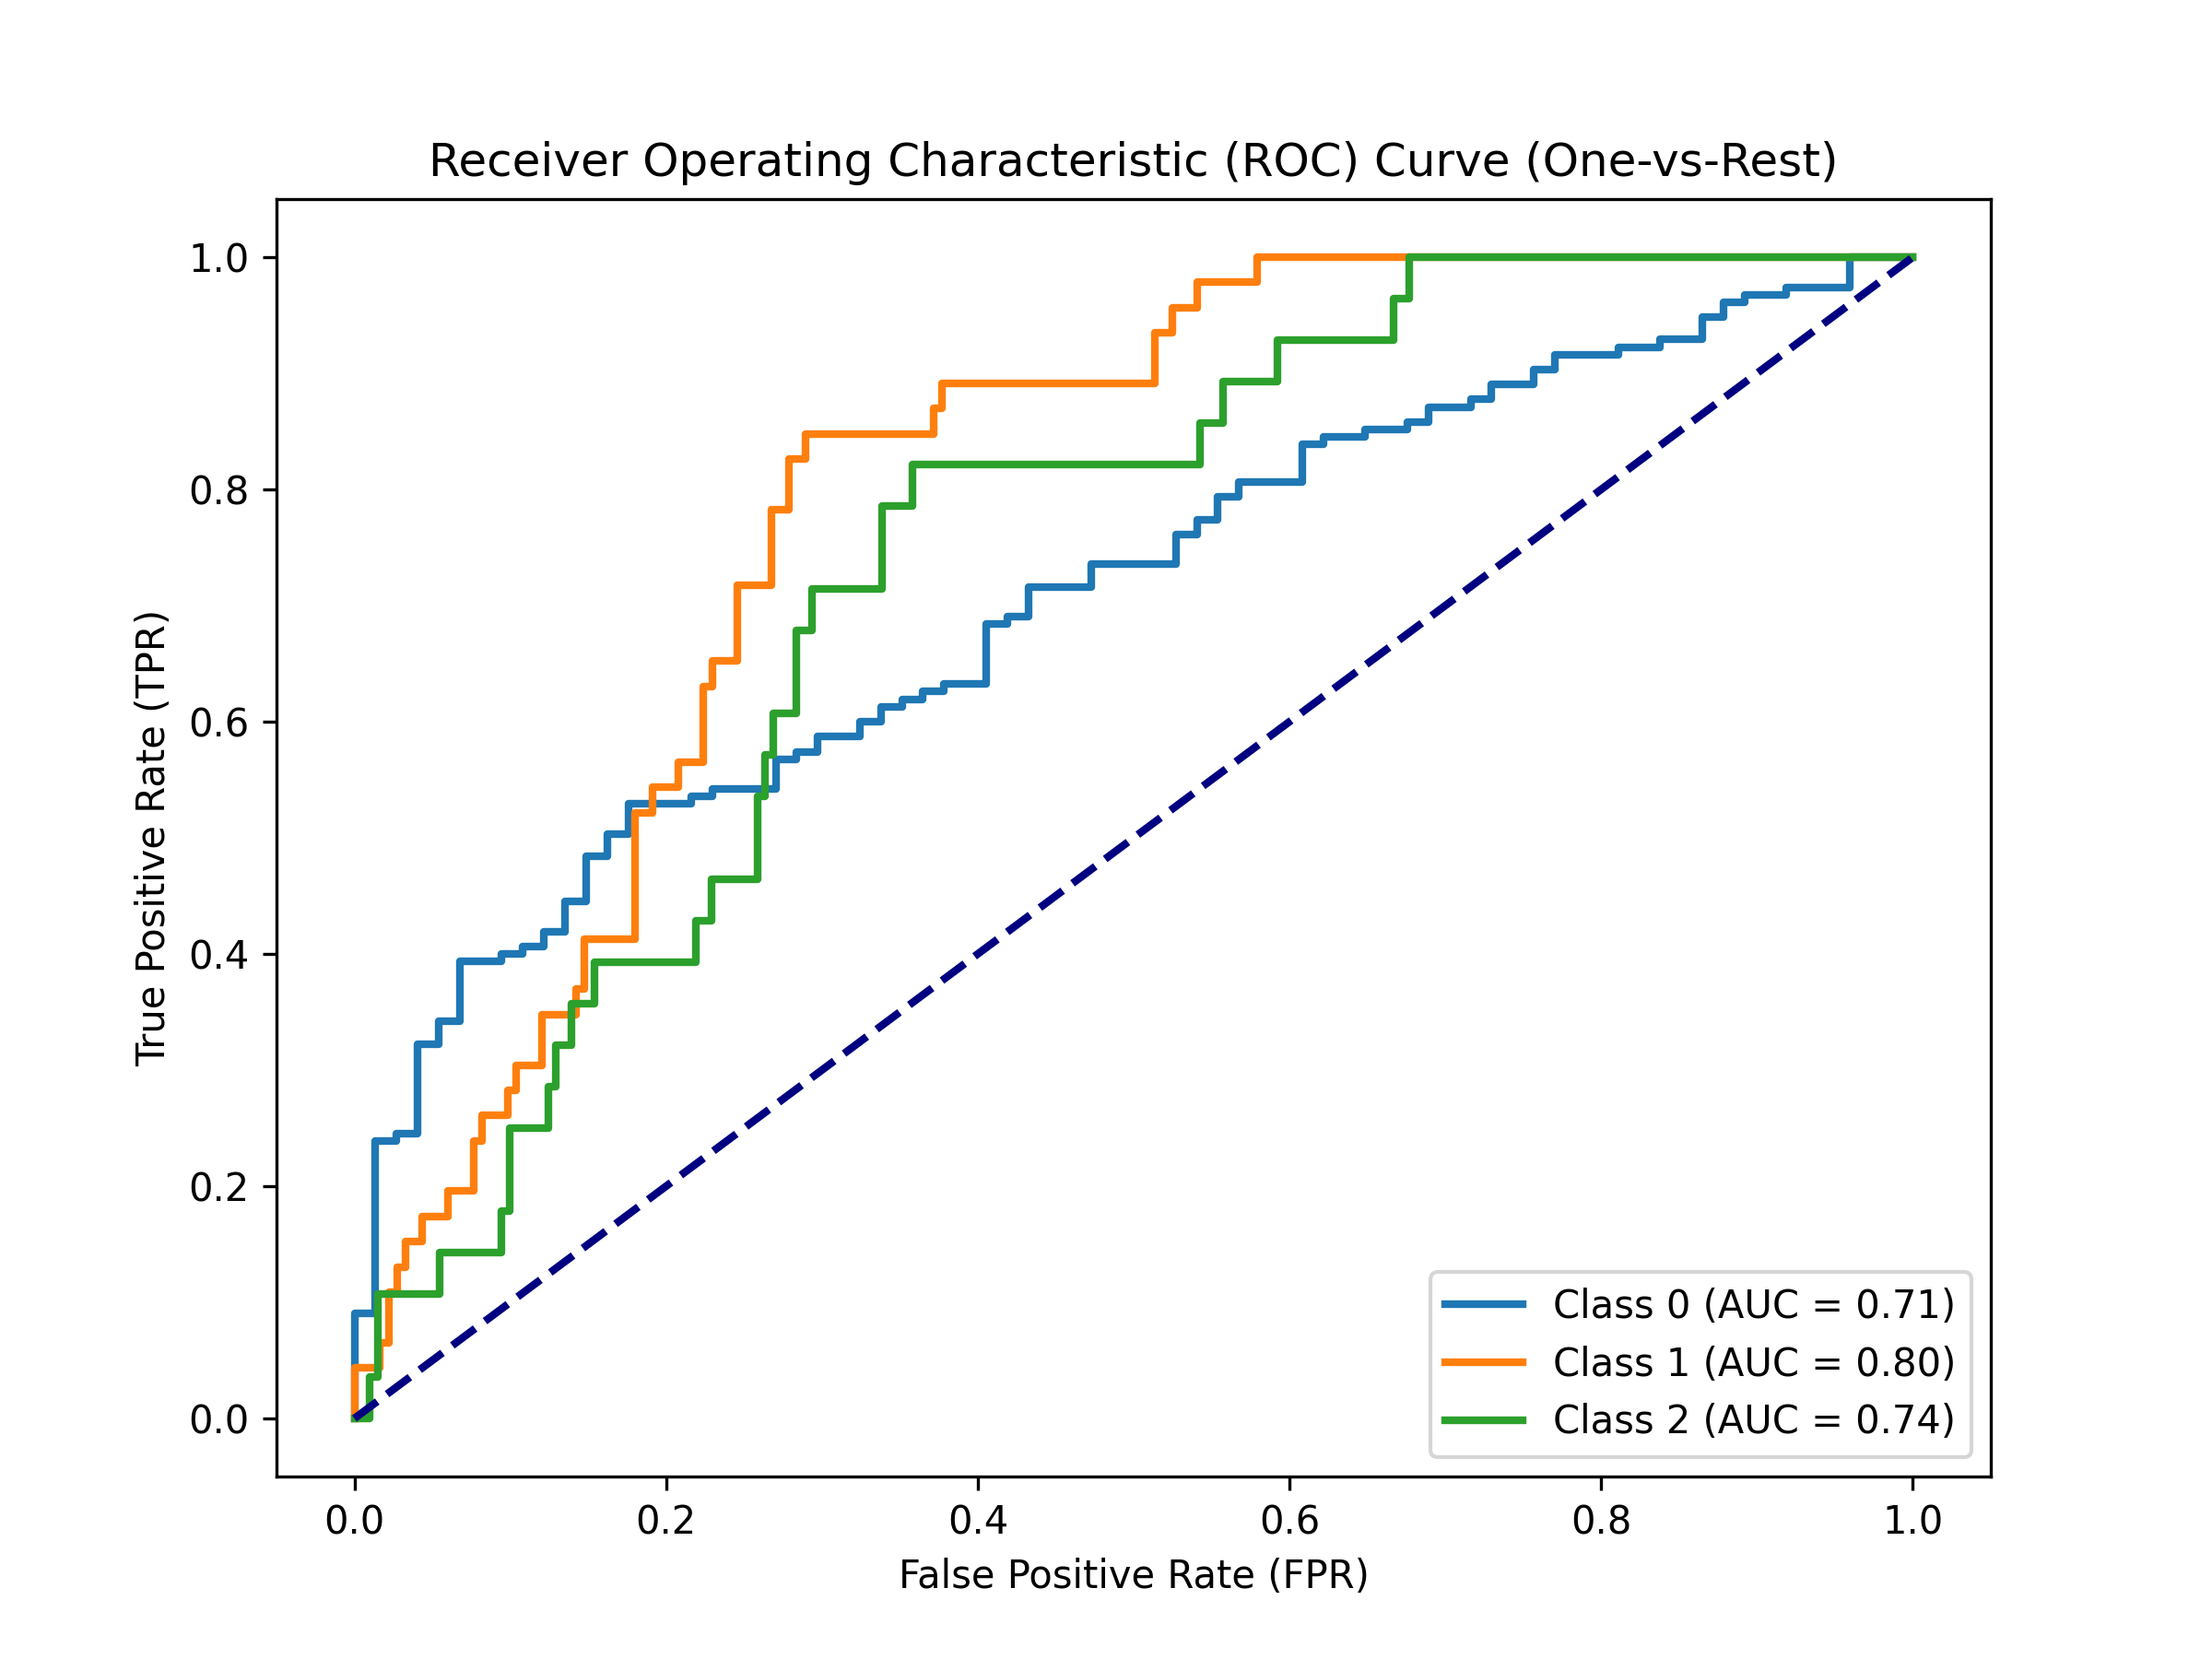 Receiver Operating Characteristic (ROC) Curve (One-vs-Rest)
True Positive Rate (TPR)
1.0
0.8
0.6
0.4
0.2
0.0
Class 0 (AUC = 0.71)
Class 1 (AUC = 0.80)
Class 2 (AUC = 0.74)
0.0 0.2 0.4 0.6 0.8 1.0
False Positive Rate (FPR)